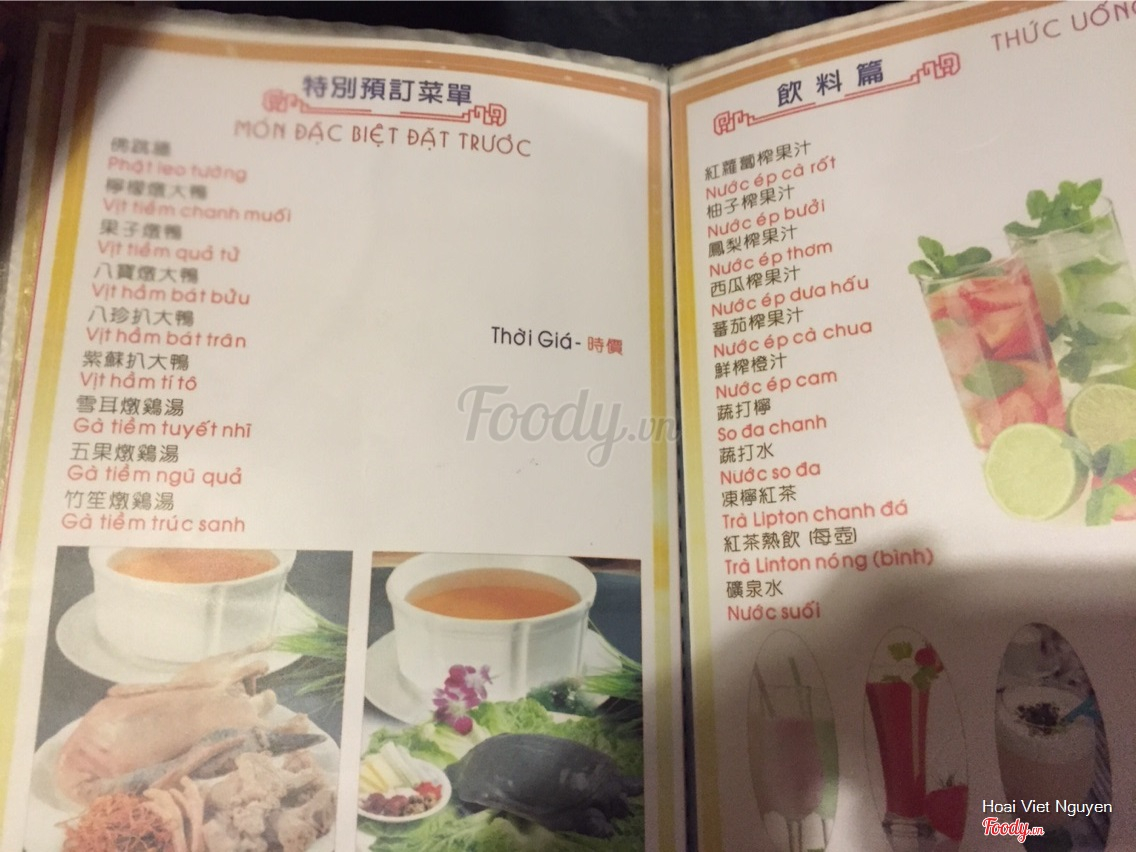 特別預訂菜單
MÓN ĐẶC BIỆT ĐẶT TRƯỚC
佛跳牆
Phật leo tường
檸檬燉大鴨
Vịt tiềm chanh muối
果子燉鴨
Vịt tiềm quả tử
八寶燉大鴨
Vịt hầm bát bửu
八珍扒大鴨
Vịt hầm bát trân
紫蘇扒大鴨
Vịt hầm tí tô
雪耳燉鷄湯
Gà tiềm tuyết nhĩ
五果燉鷄湯
Gà tiềm ngũ quả
竹笙燉鷄湯
Gà tiềm trúc sanh
Thời Giá - 時價
THỨC UỐNG
飲料篇
紅蘿蔔榨果汁
Nước ép cà rốt
柚子榨果汁
Nước ép bưởi
鳳梨榨果汁
Nước ép thơm
西瓜榨果汁
Nước ép dưa hấu
蕃茄榨果汁
Nước ép cà chua
鮮榨橙汁
Nước ép cam
蔬打檸
So đa chanh
蔬打水
Nước so đa
凍檸紅茶
Trà Lipton chanh đá
紅茶熱飲 (每壺)
Trà Linton nóng (bình)
礦泉水
Nước suối
Foody.vn
Hoai Viet Nguyen
Foody.vn